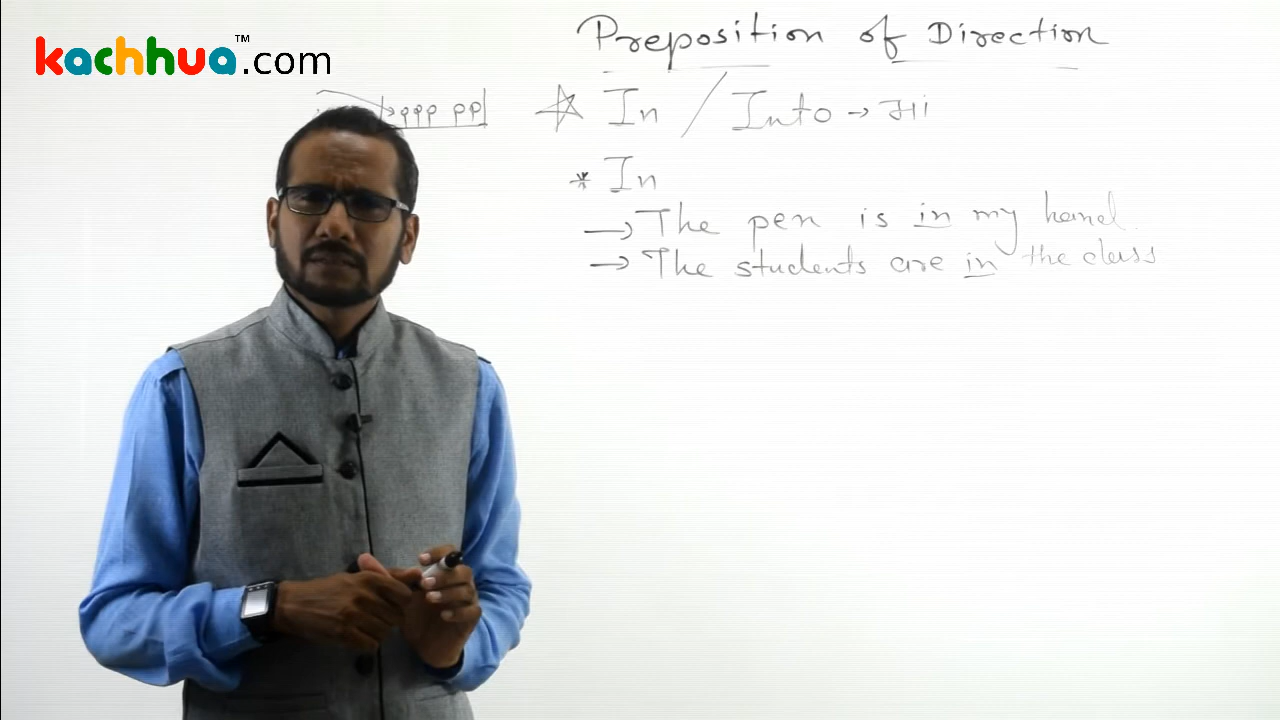 kachhua™.com
Preposition of Direction
In / Into →
* In
→ The pen is in my hand.
→ The students are in the class